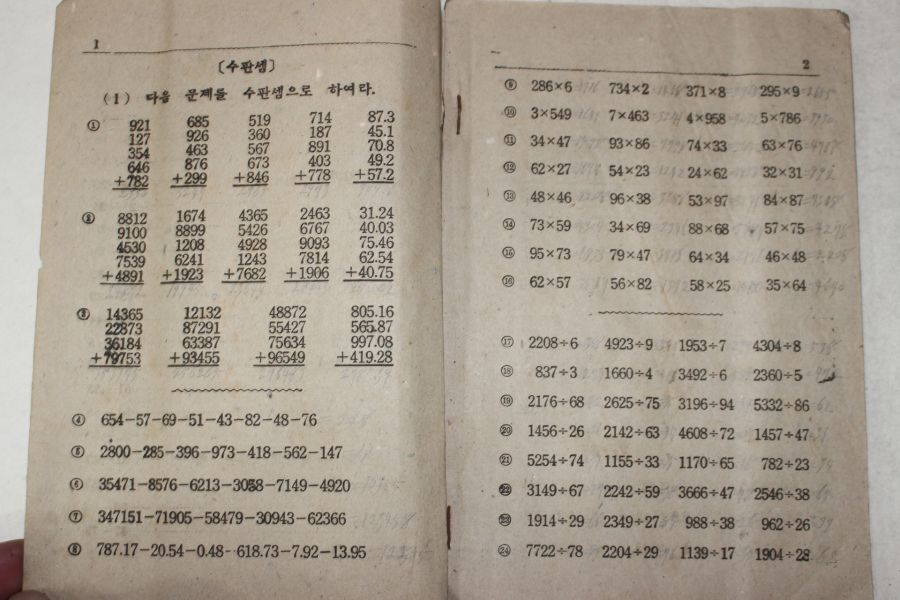 1
〔수판셈〕
(1) 다음 문제들 수판셈으로 하여라.
① 921 685 519 714 87.3
127 926 360 187 45.1
354 463 567 891 70.8
646 876 673 403 49.2
+782 +299 +846 +778 +57.2
② 8812 1674 4365 2463 31.24
9100 8899 5426 6767 40.03
4530 1208 4928 9093 75.46
7539 6241 1243 7814 62.54
+4891 +1923 +7682 +1906 +40.75
③ 14365 12132 48872 805.16
22873 87291 55427 565.87
36184 63387 75634 997.08
+79753 +93455 +96549 +419.28
④ 654−57−69−51−43−82−48−76
⑤ 2800−285−396−973−418−562−147
⑥ 35471−8576−6213−3058−7149−4920
⑦ 347151−71905−58479−30943−62366
⑧ 787.17−20.54−0.48−618.73−7.92−13.95
2
⑨ 286×6 734×2 371×8 295×9
⑩ 3×549 7×463 4×958 5×786
⑪ 34×47 93×86 74×33 63×76
⑫ 62×27 54×23 24×62 32×31
⑬ 48×46 96×38 53×97 84×87
⑭ 73×59 34×69 88×68 57×75
⑮ 95×73 79×47 64×34 46×48
⑯ 62×57 56×82 58×25 35×64
⑰ 2208÷6 4923÷9 1953÷7 4304÷8
⑱ 837÷3 1660÷4 3492÷6 2360÷5
⑲ 2176÷68 2625÷75 3196÷94 5332÷86
⑳ 1456÷26 2142÷63 4608÷72 1457÷47
㉑ 5254÷74 1155÷33 1170÷65 782÷23
㉒ 3149÷67 2242÷59 3666÷47 2546÷38
㉓ 1914÷29 2349÷27 988÷38 962÷26
㉔ 7722÷78 2204÷29 1139÷17 1904÷28